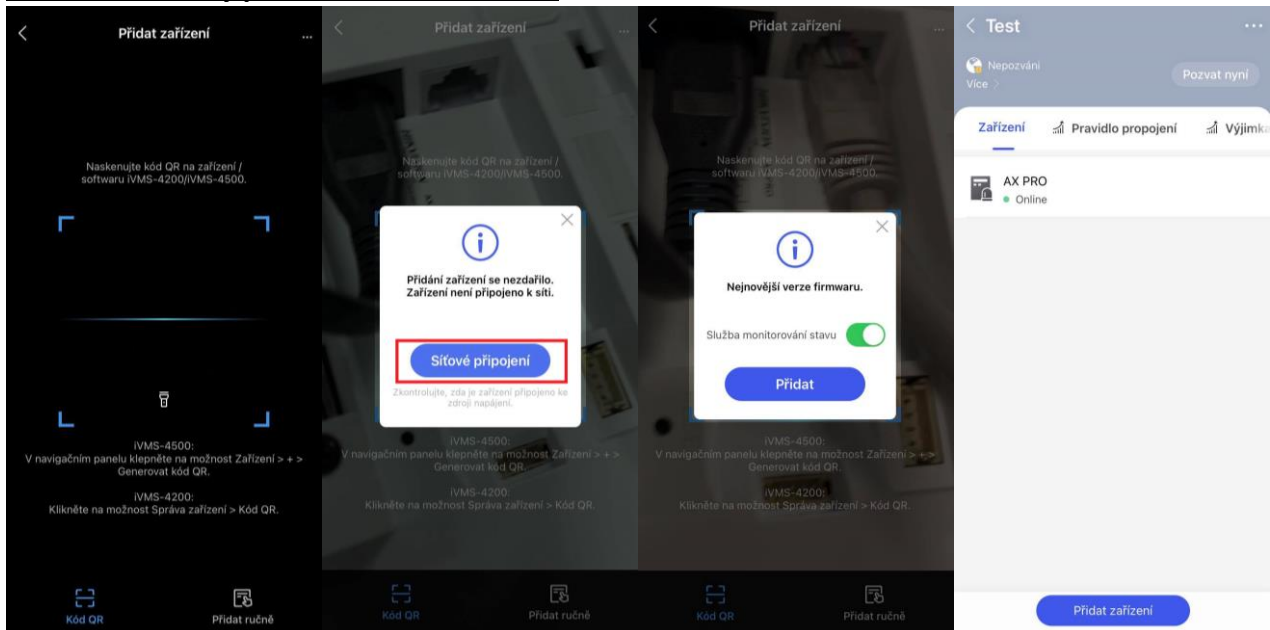 Přidat zařízení
...
Naskenujte kód QR na zařízení /
softwaru iVMS-4200/iVMS-4500.
iVMS-4500:
V navigačním panelu klepněte na možnost Zařízení > + >
Generovat kód QR.
iVMS-4200:
Klikněte na možnost Správa zařízení > Kód QR.
Kód QR
Přidat ručně
Přidat zařízení
...
Naskenujte kód QR na zařízení /
softwaru iVMS-4200/iVMS-4500.
Přidání zařízení se nezdařilo.
Zařízení není připojeno k síti.
Síťové připojení
Zkontrolujte, zda je zařízení připojeno ke
zdroji napájení.
iVMS-4500:
V navigačním panelu klepněte na možnost Zařízení > + >
Generovat kód QR.
iVMS-4200:
Klikněte na možnost Správa zařízení > Kód QR.
Kód QR
Přidat ručně
Přidat zařízení
...
Naskenujte kód QR na zařízení /
softwaru iVMS-4200/iVMS-4500.
Nejnovější verze firmwaru.
Služba monitorování stavu
Přidat
iVMS-4500:
V navigačním panelu klepněte na možnost Zařízení > + >
Generovat kód QR.
iVMS-4200:
Klikněte na možnost Správa zařízení > Kód QR.
Kód QR
Přidat ručně
< Test
...
Nepozváni
Více >
Pozvat nyní
Zařízení
Pravidlo propojení
Výjimka
AX PRO
Online
Přidat zařízení